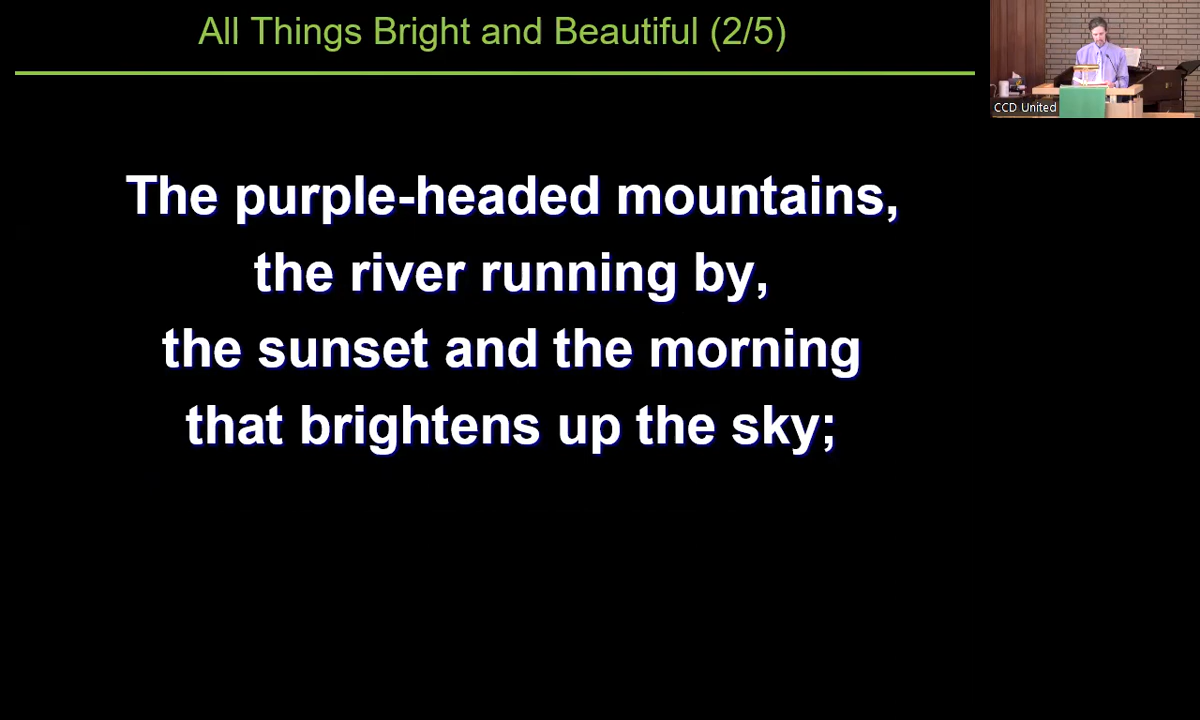 All Things Bright and Beautiful (2/5)
CCD United
The purple-headed mountains,
the river running by,
the sunset and the morning
that brightens up the sky;